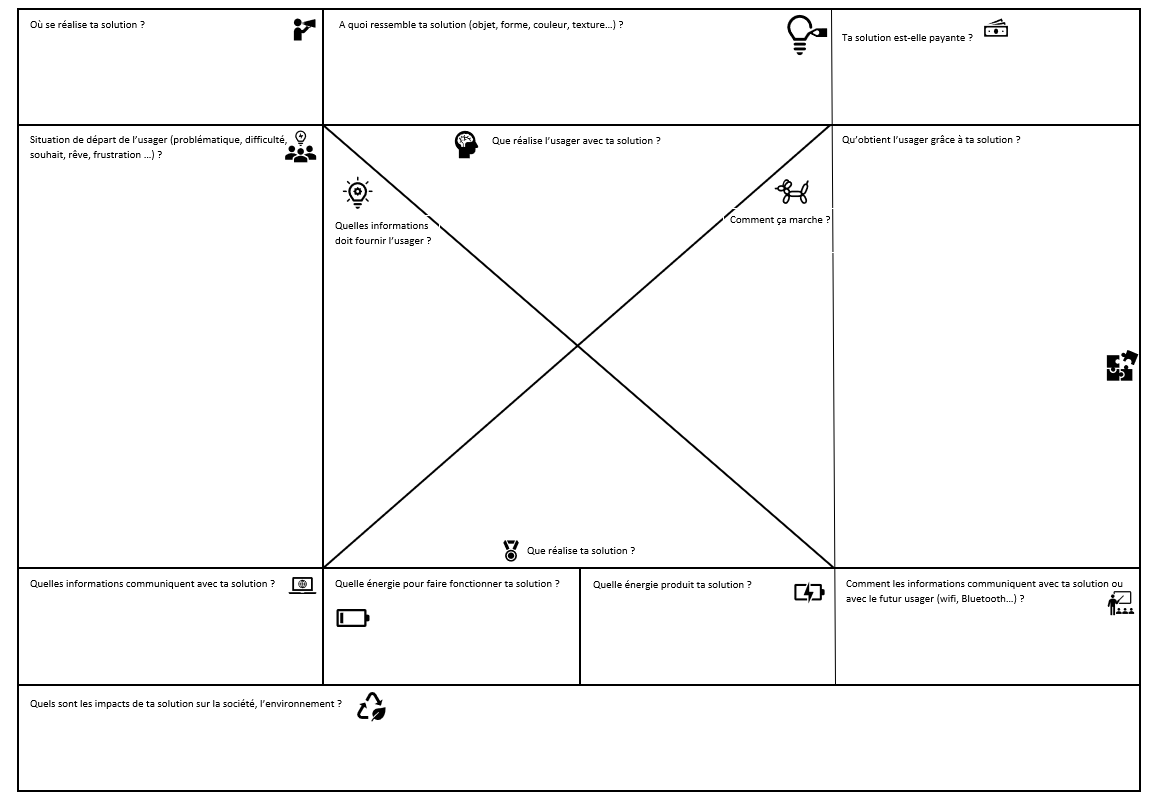 Où se réalise ta solution ?
A quoi ressemble ta solution (objet, forme, couleur, texture…) ?
Ta solution est-elle payante ?
Situation de départ de l'usager (problématique, difficulté,
souhait, rêve, frustration …) ?
Que réalise l'usager avec ta solution ?
Qu'obtient l'usager grâce à ta solution ?
Quelles informations
doit fournir l'usager ?
Comment ça marche ?
Que réalise ta solution ?
Quelles informations communiquent avec ta solution ?
Quelle énergie pour faire fonctionner ta solution ?
Quelle énergie produit ta solution ?
Comment les informations communiquent avec ta solution ou
avec le futur usager (wifi, Bluetooth…) ?
Quels sont les impacts de ta solution sur la société, l'environnement ?